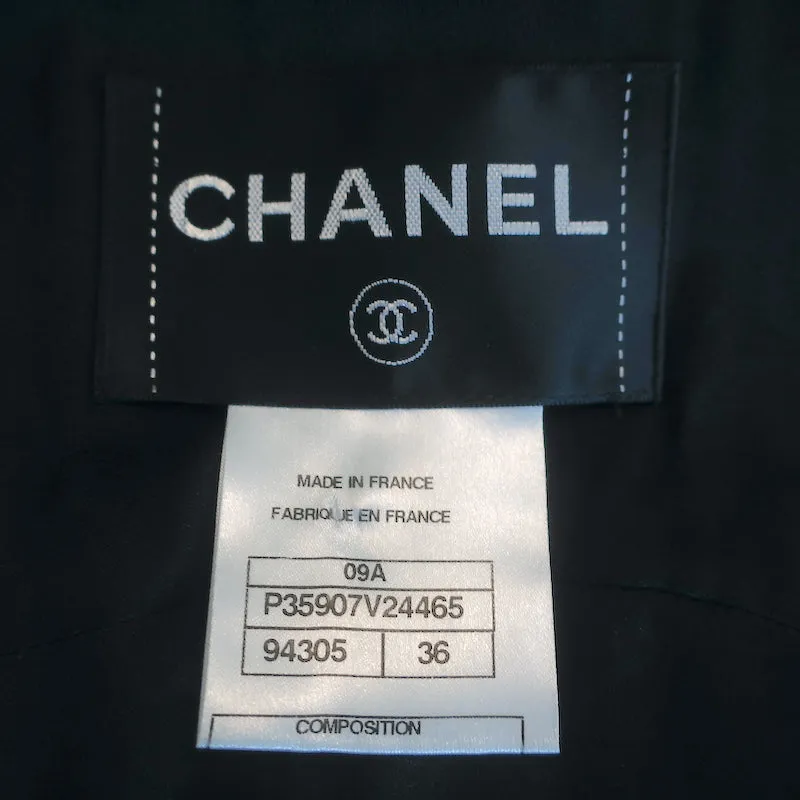 CHANEL
MADE IN FRANCE
FABRIQUE EN FRANCE
09A
P35907V24465
94305 36
COMPOSITION